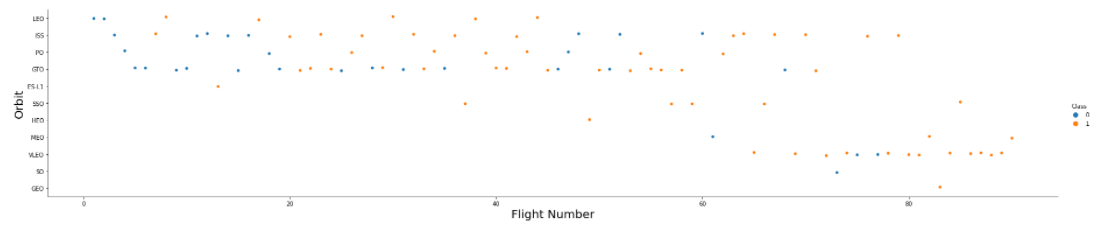 LEO
ISS
PO
GTO
ES-L1
SSO
HEO
MEO
VLEO
SO
GEO
Orbit
0
20
40
60
80
Flight Number
Class
0
1